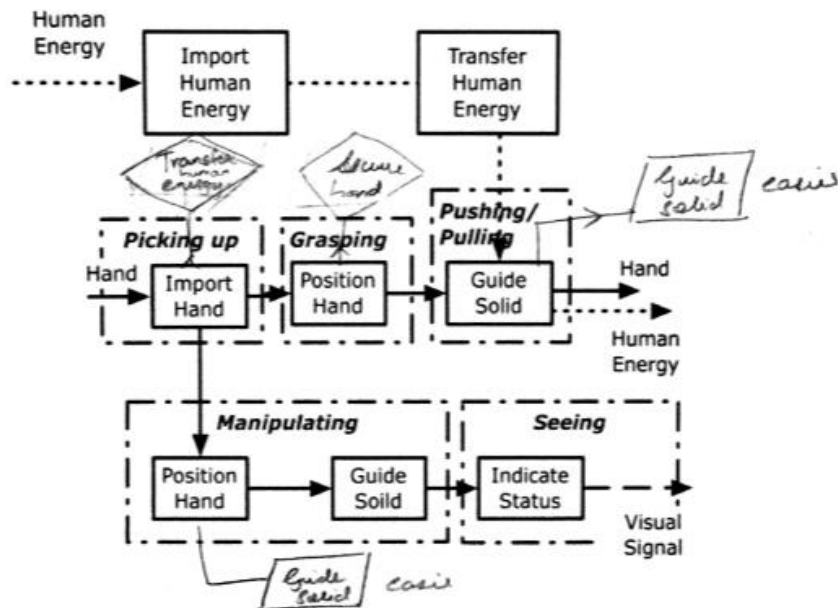 Human
Energy
Import
Human
Energy
Transfer
Human
Energy
Transfer
human
energy
Secure
hand
Guide
solid
easier
Picking up
Grasping
Pushing/
Pulling
Hand
Import
Hand
Position
Hand
Guide
Solid
Hand
Human
Energy
Manipulating
Seeing
Position
Hand
Guide
Soild
Indicate
Status
Visual
Signal
Guide
solid
easie